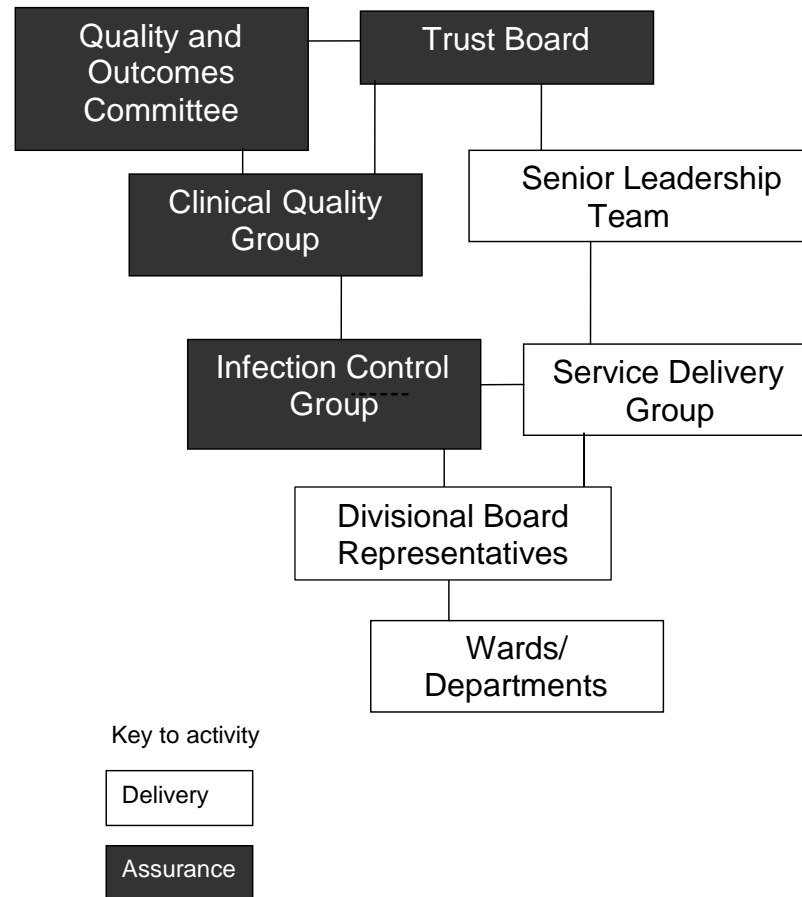 Quality and
Outcomes
Committee
Trust Board
Senior Leadership
Team
Clinical Quality
Group
Infection Control
Group
Service Delivery
Group
Divisional Board
Representatives
Wards/
Departments
Key to activity
Delivery
Assurance